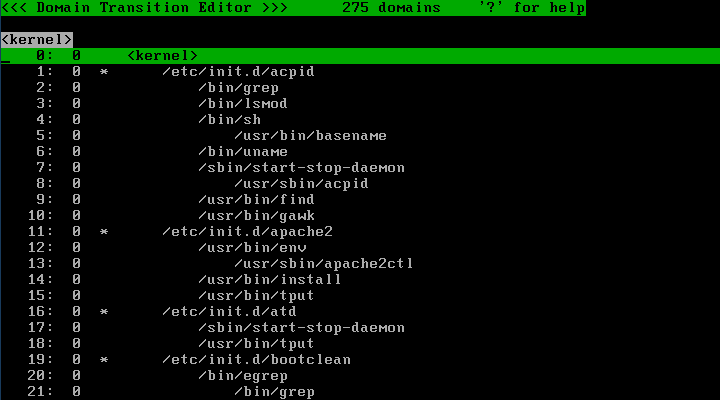 <<< Domain Transition Editor >>>      275 domains    '?' for help
<kernel>
0:  0     <kernel>
1:  0  *      /etc/init.d/acpid
2:  0             /bin/grep
3:  0             /bin/lsmod
4:  0             /bin/sh
5:  0                 /usr/bin/basename
6:  0             /bin/uname
7:  0             /sbin/start-stop-daemon
8:  0                 /usr/sbin/acpid
9:  0             /usr/bin/find
10:  0             /usr/bin/gawk
11:  0  *      /etc/init.d/apache2
12:  0             /usr/bin/env
13:  0                 /usr/sbin/apache2ctl
14:  0             /usr/bin/install
15:  0             /usr/bin/tput
16:  0  *      /etc/init.d/atd
17:  0             /sbin/start-stop-daemon
18:  0             /usr/bin/tput
19:  0  *      /etc/init.d/bootclean
20:  0             /bin/egrep
21:  0                 /bin/grep